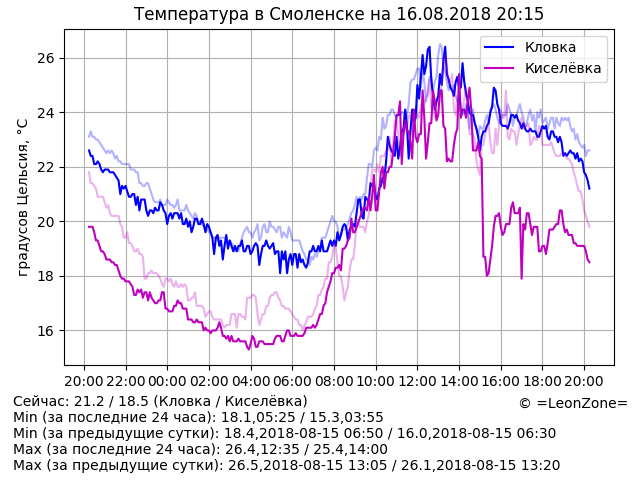 Температура в Смоленске на 16.08.2018 20:15
Кловка
Киселёвка
градусов Цельсия, °C
26
24
22
20
18
16
20:00 22:00 00:00 02:00 04:00 06:00 08:00 10:00 12:00 14:00 16:00 18:00 20:00
Сейчас: 21.2 / 18.5 (Кловка / Киселёвка)
© =LeonZone=
Min (за последние 24 часа): 18.1,05:25 / 15.3,03:55
Min (за предыдущие сутки): 18.4,2018-08-15 06:50 / 16.0,2018-08-15 06:30
Max (за последние 24 часа): 26.4,12:35 / 25.4,14:00
Max (за предыдущие сутки): 26.5,2018-08-15 13:05 / 26.1,2018-08-15 13:20